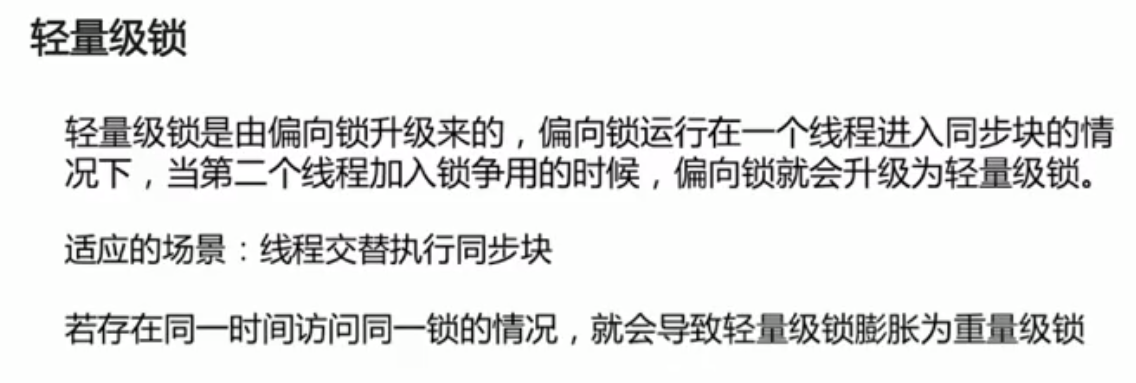 轻量级锁
轻量级锁是由偏向锁升级来的，偏向锁运行在一个线程进入同步块的情
况下，当第二个线程加入锁争用的时候，偏向锁就会升级为轻量级锁。
适应的场景：线程交替执行同步块
若存在同一时间访问同一锁的情况，就会导致轻量级锁膨胀为重量级锁